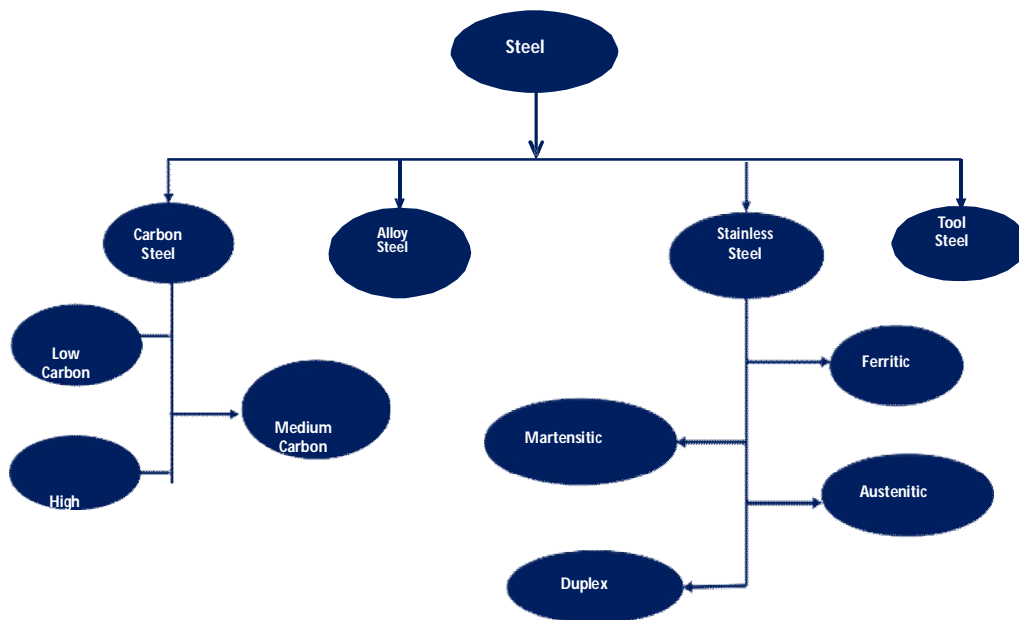 Steel
Carbon
Steel
Alloy
Steel
Stainless
Steel
Tool
Steel
Low
Carbon
Medium
Carbon
High
Ferritic
Martensitic
Austenitic
Duplex